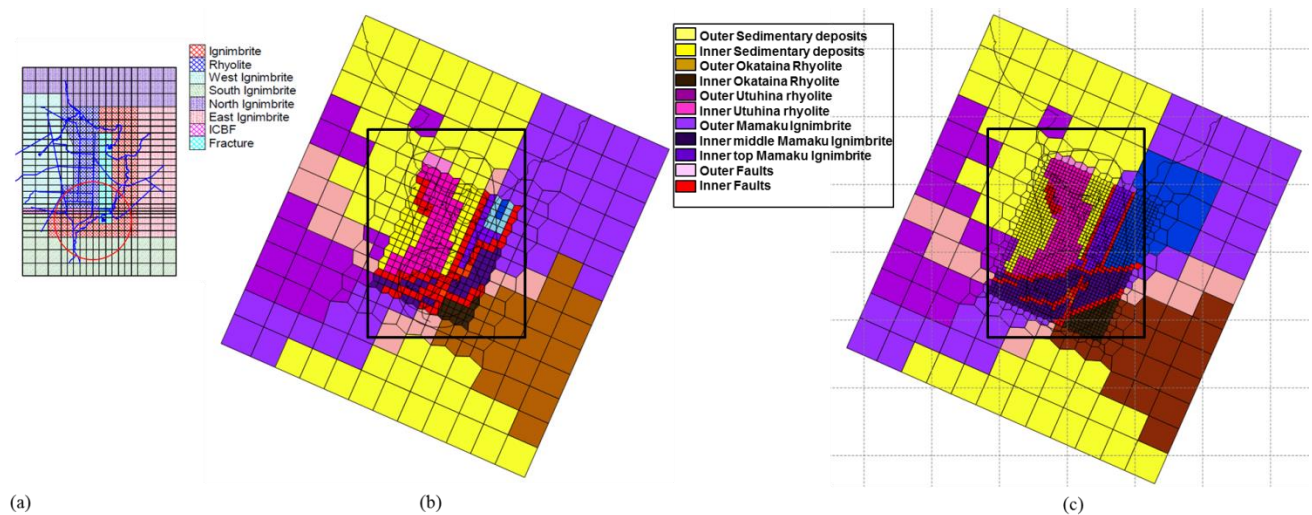 Ignimbrite
Rhyolite
West Ignimbrite
South Ignimbrite
North Ignimbrite
East Ignimbrite
ICBF
Fracture
Outer Sedimentary deposits
Inner Sedimentary deposits
Outer Okataina Rhyolite
Inner Okataina Rhyolite
Outer Utuhina rhyolite
Inner Utuhina rhyolite
Outer Mamaku Ignimbrite
Inner middle Mamaku Ignimbrite
Inner top Mamaku Ignimbrite
Outer Faults
Inner Faults
(a)
(b)
(c)